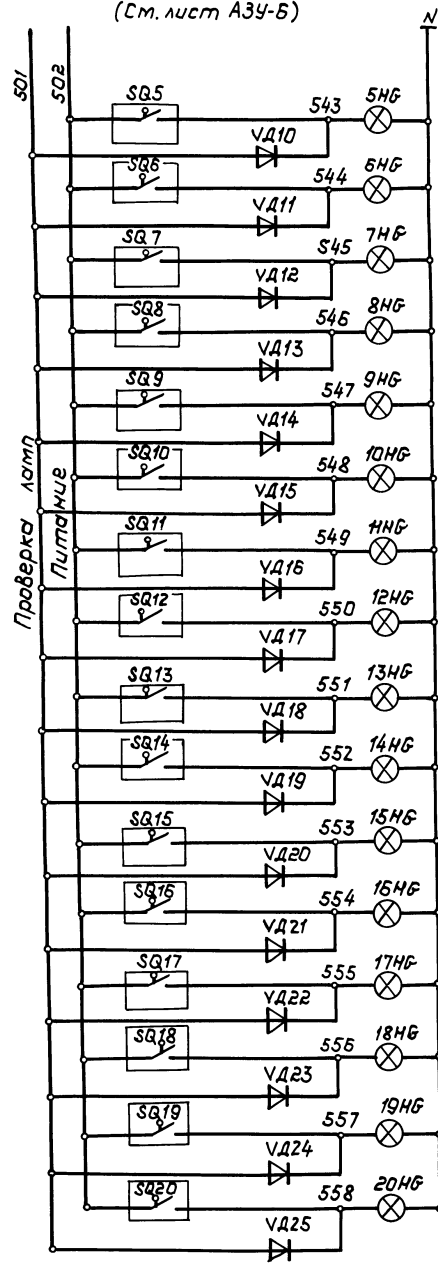 (См. лист АЗУ-Б)
N
501
502
SQ5 543 5HG
VД10
SQ6 544 6HG
VД11
SQ7 S45 7HG
VД12
SQ8 546 8HG
VД13
SQ9 547 9HG
VД14
SQ10 548 10HG
VД15
SQ11 549 11HG
VД16
SQ12 550 12HG
VД17
SQ13 551 13HG
VД18
SQ14 552 14HG
VД19
SQ15 553 15HG
VД20
SQ16 554 16HG
VД21
SQ17 555 17HG
VД22
SQ18 556 18HG
VД23
SQ19 557 19HG
VД24
SQ20 558 20HG
VД25
Проверка ламп
Питание